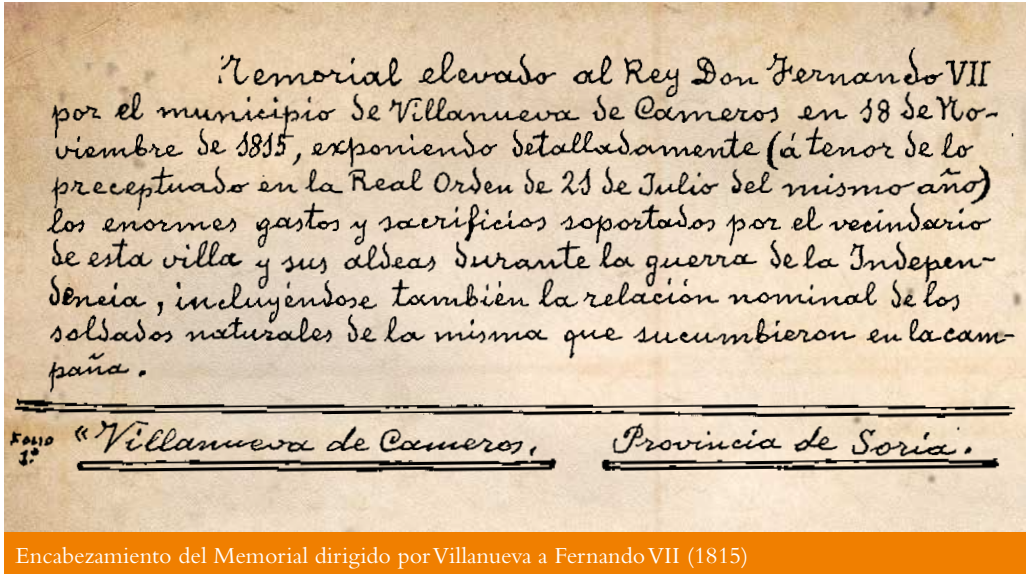 Memorial elevado al Rey Don Fernando VII
por el municipio de Villanueva de Cameros en 18 de No-
viembre de 1815, exponiendo detalladamente (á tenor de lo
preceptuado en la Real Orden de 21 de Julio del mismo año)
los enormes gastos y sacrificios soportados por el vecindario
de esta villa y sus aldeas durante la guerra de la Indepen-
dencia, incluyéndose también la relación nominal de los
soldados naturales de la misma que sucumbieron en la cam-
paña.
Folio 1º "Villanueva de Cameros. Provincia de Soria.
Encabezamiento del Memorial dirigido por Villanueva a Fernando VII (1815)